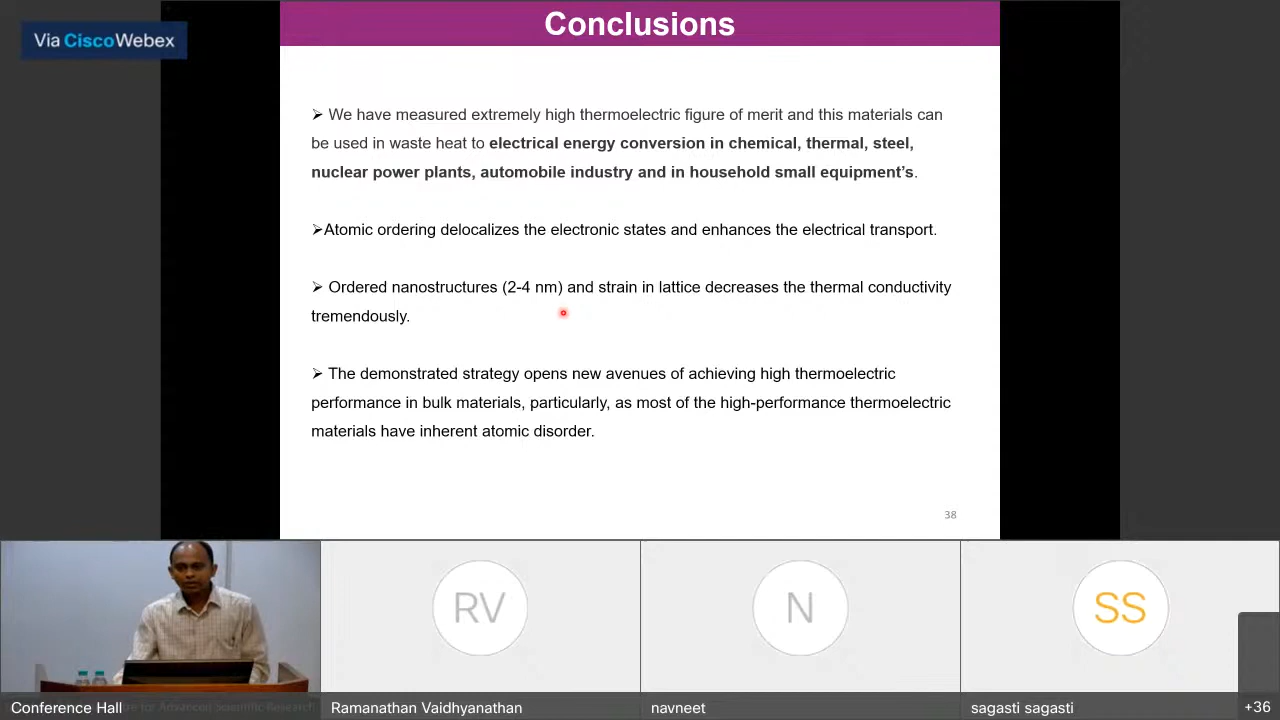 Conclusions
Via CiscoWebex
➢ We have measured extremely high thermoelectric figure of merit and this materials can
be used in waste heat to electrical energy conversion in chemical, thermal, steel,
nuclear power plants, automobile industry and in household small equipment's.
➢Atomic ordering delocalizes the electronic states and enhances the electrical transport.
➢ Ordered nanostructures (2-4 nm) and strain in lattice decreases the thermal conductivity
tremendously.
➢ The demonstrated strategy opens new avenues of achieving high thermoelectric
performance in bulk materials, particularly, as most of the high-performance thermoelectric
materials have inherent atomic disorder.
38
RV
N
SS
Conference Hall
for Advanced Scientific Research
Ramanathan Vaidhyanathan
navneet
sagasti sagasti
+36